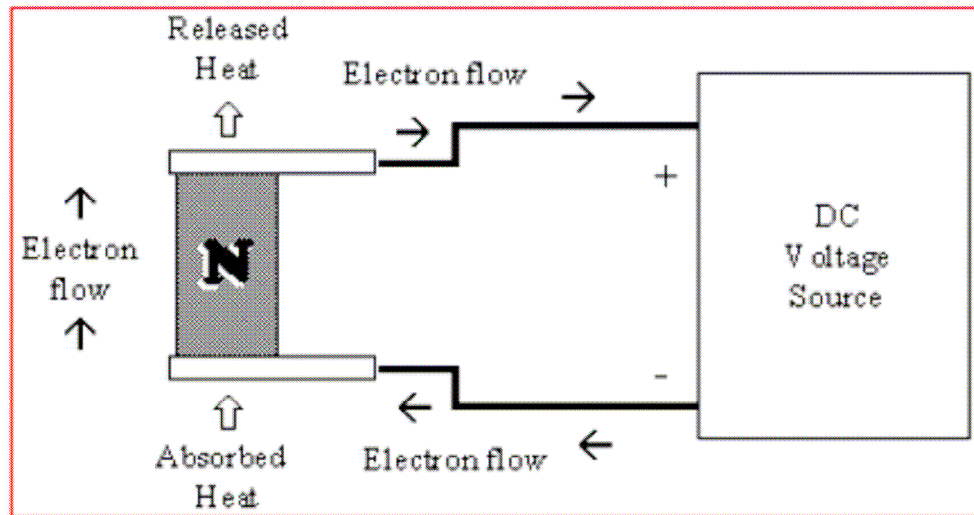 Released
Heat
Electron flow
+
Electron
flow
N
DC
Voltage
Source
-
Absorbed
Heat
Electron flow